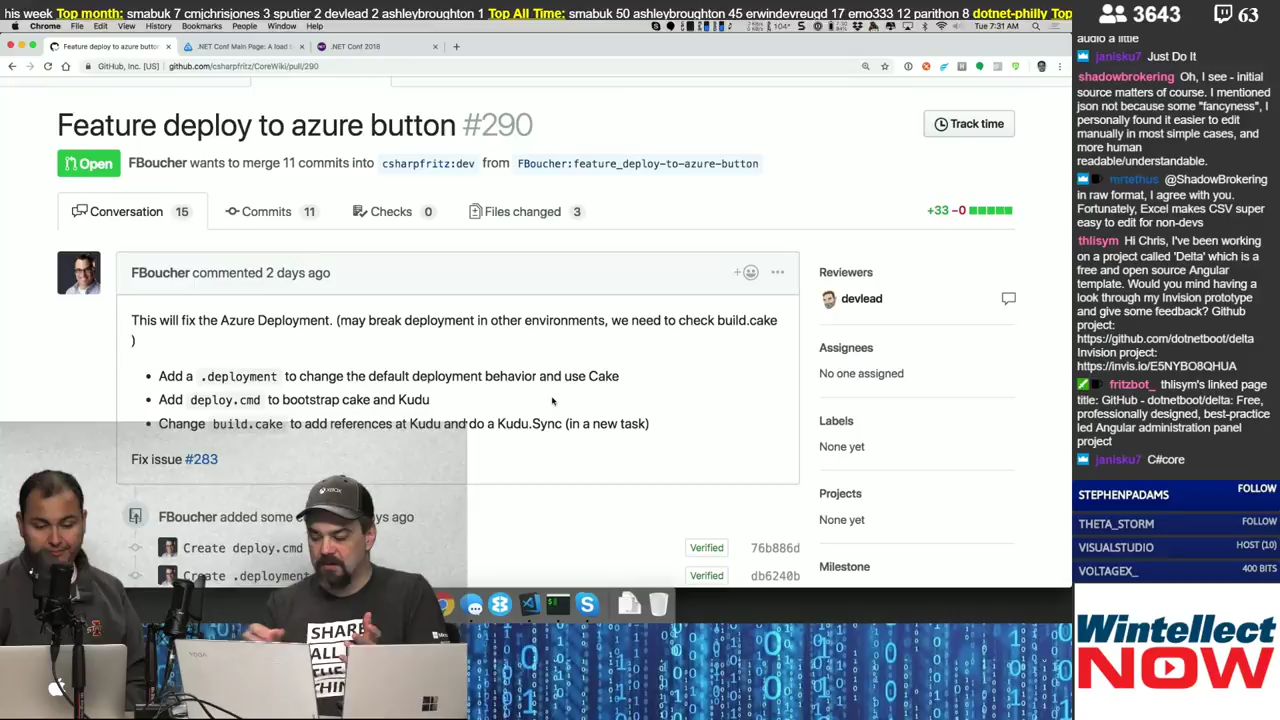 his week Top month: smabuk 7 cmjchrisjones 3 sputier 2 devlead 2 ashleybroughton 1 Top All Time: smabuk 50 ashleybroughton 45 erwindevreugd 17 emo333 12 parithon 8 dotnet-philly Top
Chrome File Edit View History Bookmarks People Window Help
Tue 7:31 AM
Feature deploy to azure button
.NET Conf Main Page: A load t
.NET Conf 2018
GitHub, Inc. [US] github.com/csharpfritz/CoreWiki/pull/290
Feature deploy to azure button #290
Track time
Open FBoucher wants to merge 11 commits into csharpfritz:dev from FBoucher:feature_deploy-to-azure-button
Conversation 15 Commits 11 Checks 0 Files changed 3
+33 −0
FBoucher commented 2 days ago
This will fix the Azure Deployment. (may break deployment in other environments, we need to check build.cake
)
• Add a .deployment to change the default deployment behavior and use Cake
• Add deploy.cmd to bootstrap cake and Kudu
• Change build.cake to add references at Kudu and do a Kudu.Sync (in a new task)
Fix issue #283
FBoucher added some c ys ago
Create deploy.cmd Verified 76b886d
Create .deployment Verified db6240b
Reviewers
devlead
Assignees
No one assigned
Labels
None yet
Projects
None yet
Milestone
XBOX
SHARE
ALL
THE
YOGA
3643 63
audio a little
janisku7 Just Do It
shadowbrokering Oh, I see - initial
source matters of course. I mentioned
json not because some "fancyness", I
personally found it easier to edit
manually in most simple cases, and
more human
readable/understandable.
mrtethus @ShadowBrokering
in raw format, I agree with you.
Fortunately, Excel makes CSV super
easy to edit for non-devs
thlisym Hi Chris, I've been working
on a project called 'Delta' which is a
free and open source Angular
template. Would you mind having a
look through my Invision prototype
and give some feedback? Github
project:
https://github.com/dotnetboot/delta
Invision project:
https://invis.io/E5NYBO8QHUA
fritzbot_ thlisym's linked page
title: GitHub - dotnetboot/delta: Free,
professionally designed, best-practice
led Angular administration panel
project
janisku7 C#core
STEPHENPADAMS FOLLOW
THETA_STORM FOLLOW
VISUALSTUDIO HOST (10)
VOLTAGEX_ 400 BITS
Wintellect
NOW